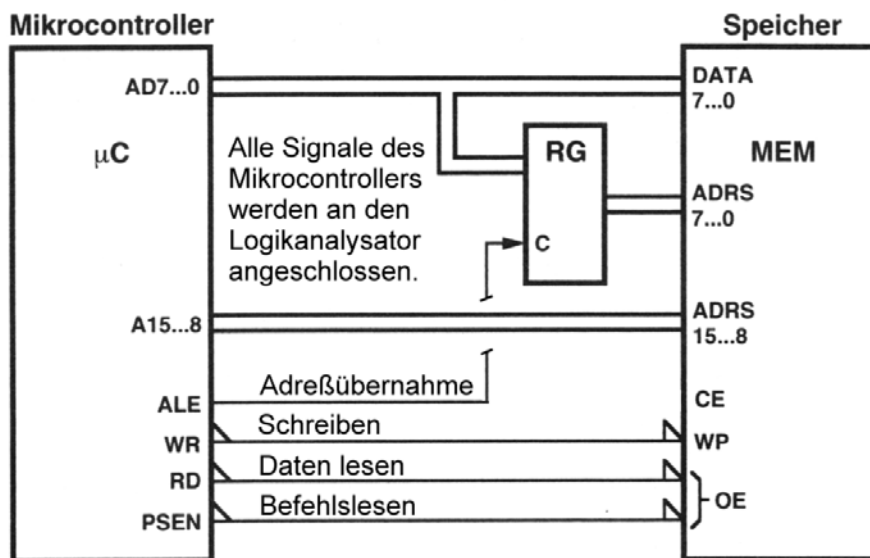 Mikrocontroller
Speicher
AD7...0
DATA
7...0
µC
Alle Signale des
Mikrocontrollers
werden an den
Logikanalysator
angeschlossen.
RG
MEM
ADRS
7...0
C
A15...8
ADRS
15...8
ALE
Adreßübernahme
CE
WR
Schreiben
WP
RD
Daten lesen
OE
PSEN
Befehlslesen